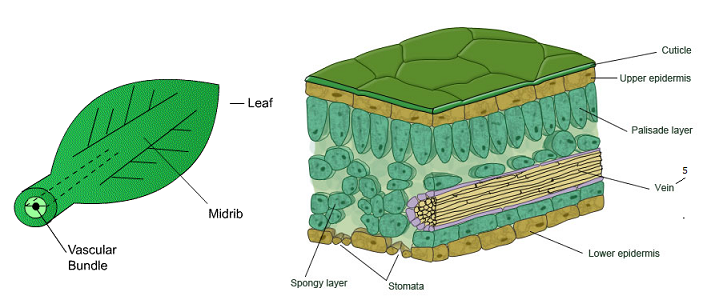 Leaf
Midrib
Vascular
Bundle
Cuticle
Upper epidermis
Palisade layer
5
Vein
Lower epidermis
Spongy layer
Stomata